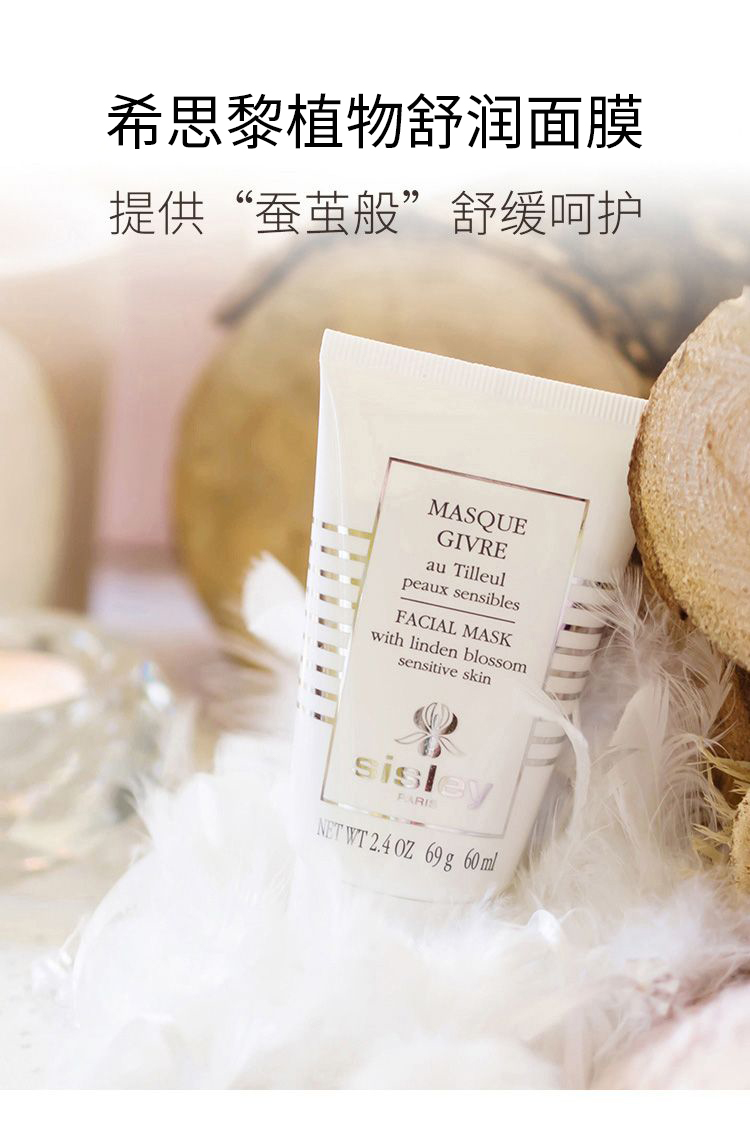 希思黎植物舒润面膜
提供“蚕茧般”舒缓呵护
MASQUE
GIVRE
au Tilleul
peaux sensibles
FACIAL MASK
with linden blossom
sensitive skin
sisley
PARIS
NET WT 2.4 OZ 69 g 60 ml